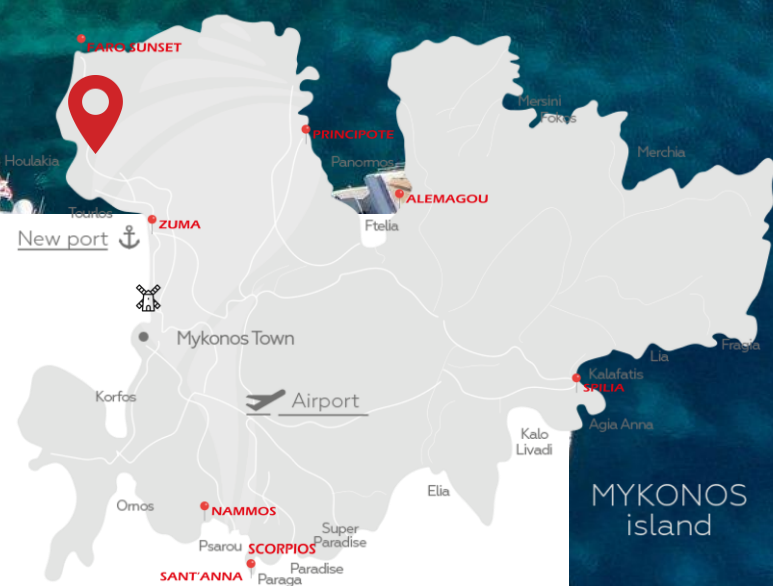 FARO SUNSET
Mersini
Fokos
PRINCIPOTE
Merchia
Houlakia
Panormos
ALEMAGOU
Tourlos
ZUMA
Ftelia
New port
Mykonos Town
Fragia
Lia
Kalafatis
SPILIA
Korfos
Airport
Agia Anna
Kalo
Livadi
Elia
MYKONOS
island
Ornos
NAMMOS
Super
Paradise
Psarou
SCORPIOS
Paradise
SANT'ANNA
Paraga